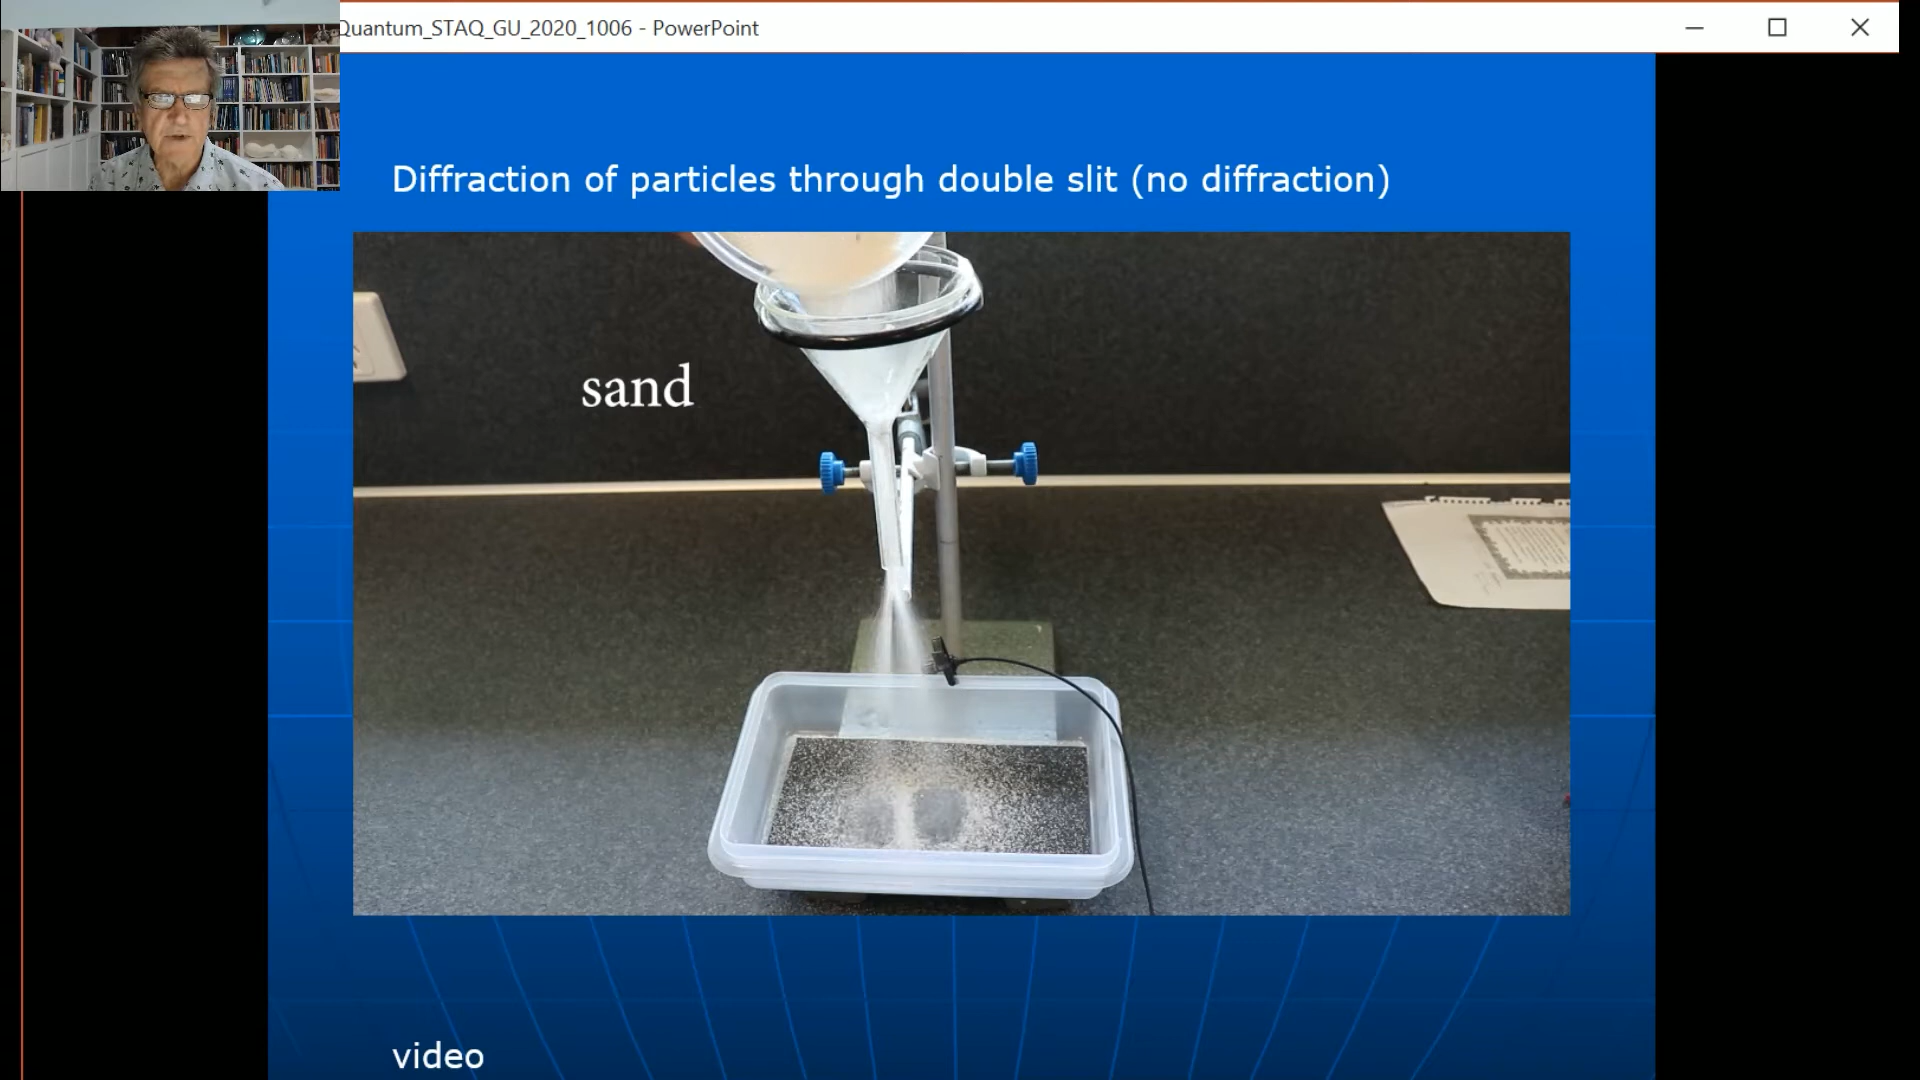 Quantum_STAQ_GU_2020_1006 - PowerPoint
Diffraction of particles through double slit (no diffraction)
sand
video